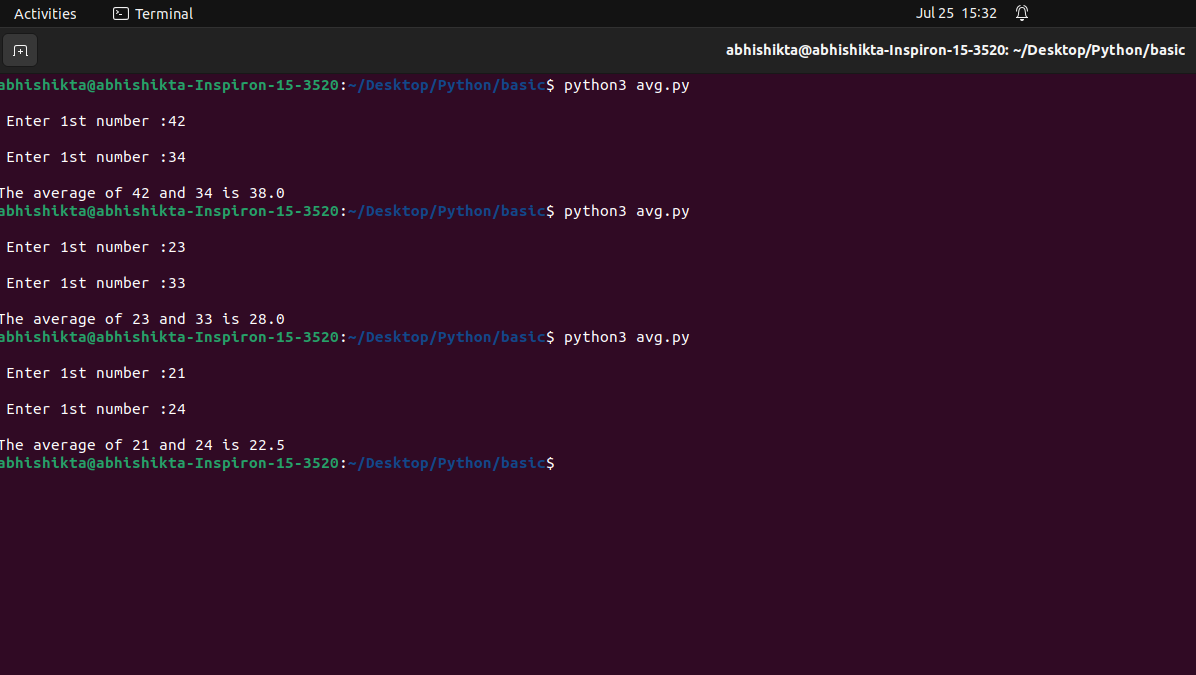 Activities Terminal Jul 25 15:32
abhishikta@abhishikta-Inspiron-15-3520: ~/Desktop/Python/basic
abhishikta@abhishikta-Inspiron-15-3520:~/Desktop/Python/basic$ python3 avg.py
Enter 1st number :42
Enter 1st number :34
The average of 42 and 34 is 38.0
abhishikta@abhishikta-Inspiron-15-3520:~/Desktop/Python/basic$ python3 avg.py
Enter 1st number :23
Enter 1st number :33
The average of 23 and 33 is 28.0
abhishikta@abhishikta-Inspiron-15-3520:~/Desktop/Python/basic$ python3 avg.py
Enter 1st number :21
Enter 1st number :24
The average of 21 and 24 is 22.5
abhishikta@abhishikta-Inspiron-15-3520:~/Desktop/Python/basic$